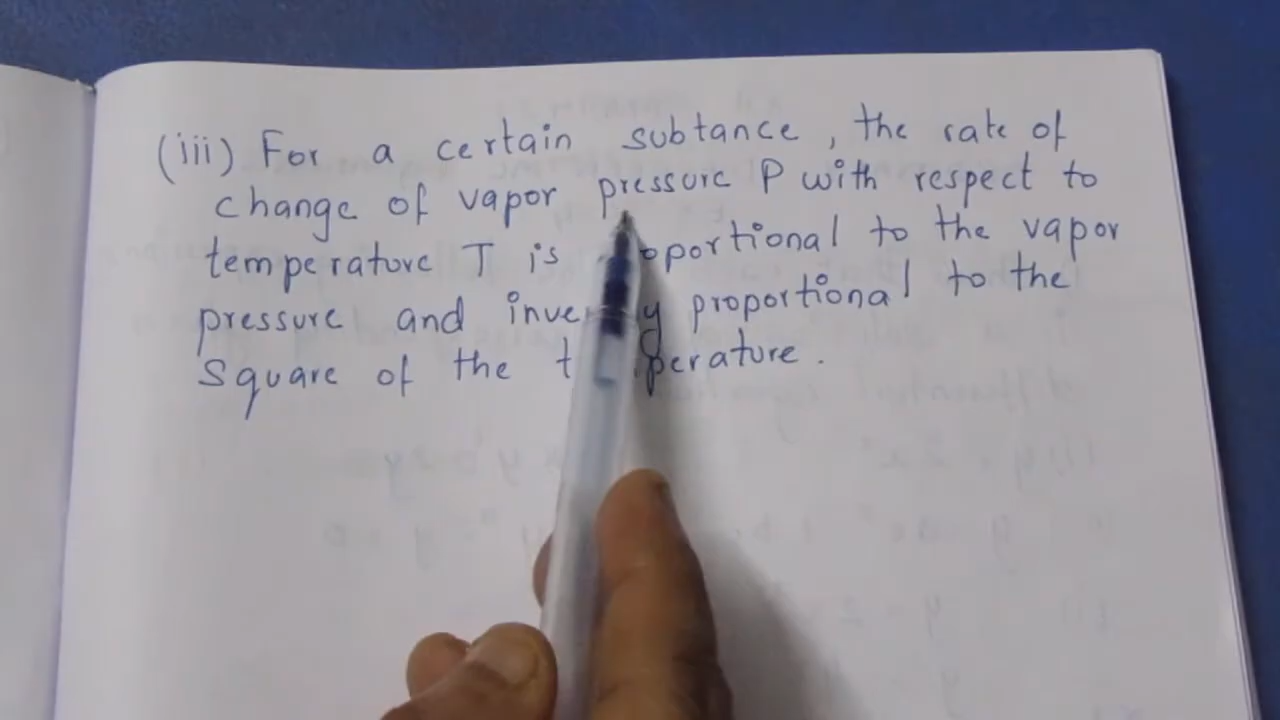 (iii) For a certain subtance, the rate of
change of vapor pressure P with respect to
temperature T is to the vapor
pressure and proportional to the
Square of the